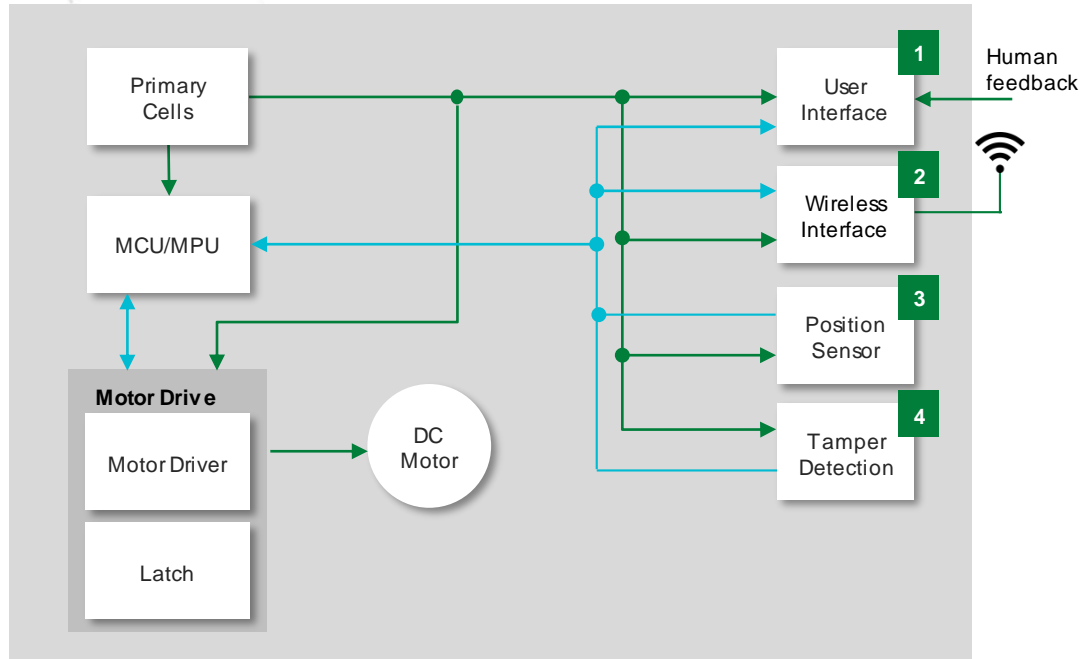 Primary
Cells
MCU/MPU
Motor Drive
Motor Driver
Latch
DC
Motor
1
User
Interface
Human
feedback
2
Wireless
Interface
3
Position
Sensor
4
Tamper
Detection